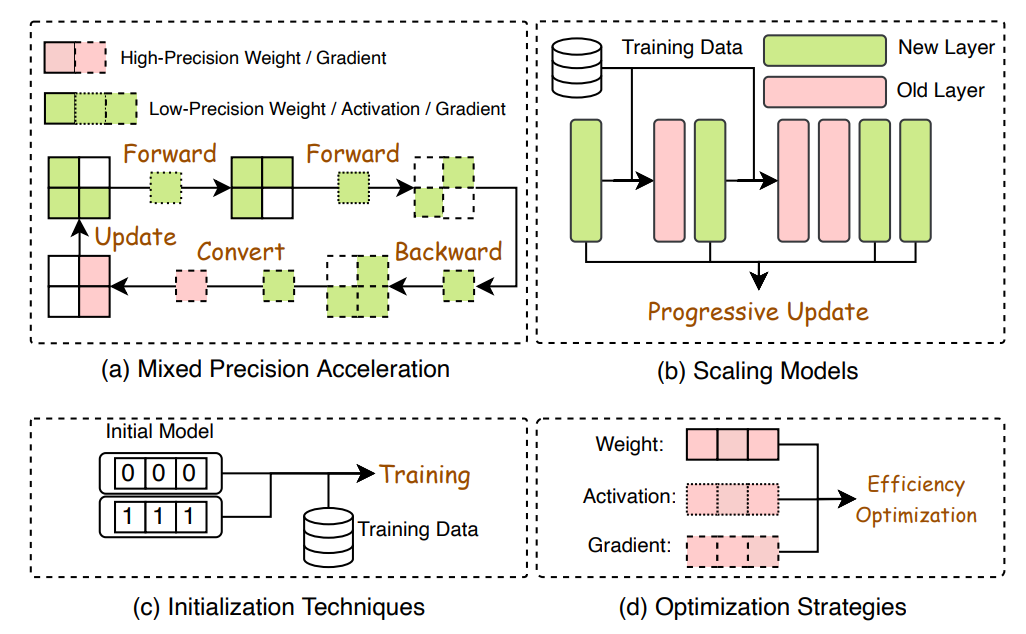 High-Precision Weight / Gradient
Low-Precision Weight / Activation / Gradient
Forward
Forward
Update
Convert
Backward
(a) Mixed Precision Acceleration
Training Data
New Layer
Old Layer
Progressive Update
(b) Scaling Models
Initial Model
0 0 0
1 1 1
Training
Training Data
(c) Initialization Techniques
Weight:
Activation:
Gradient:
Efficiency
Optimization
(d) Optimization Strategies